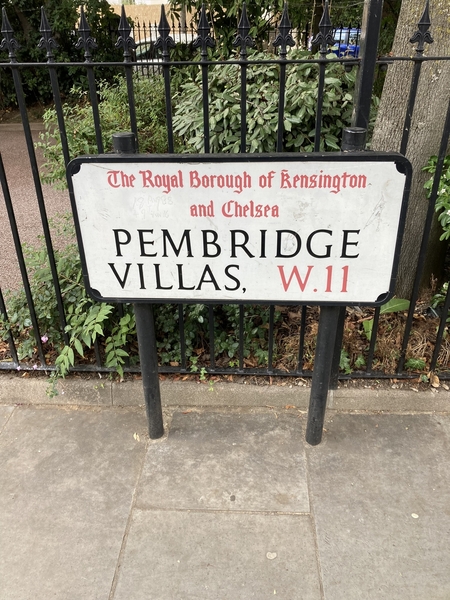 The Royal Borough of Kensington
and Chelsea
PEMBRIDGE
VILLAS, W.11